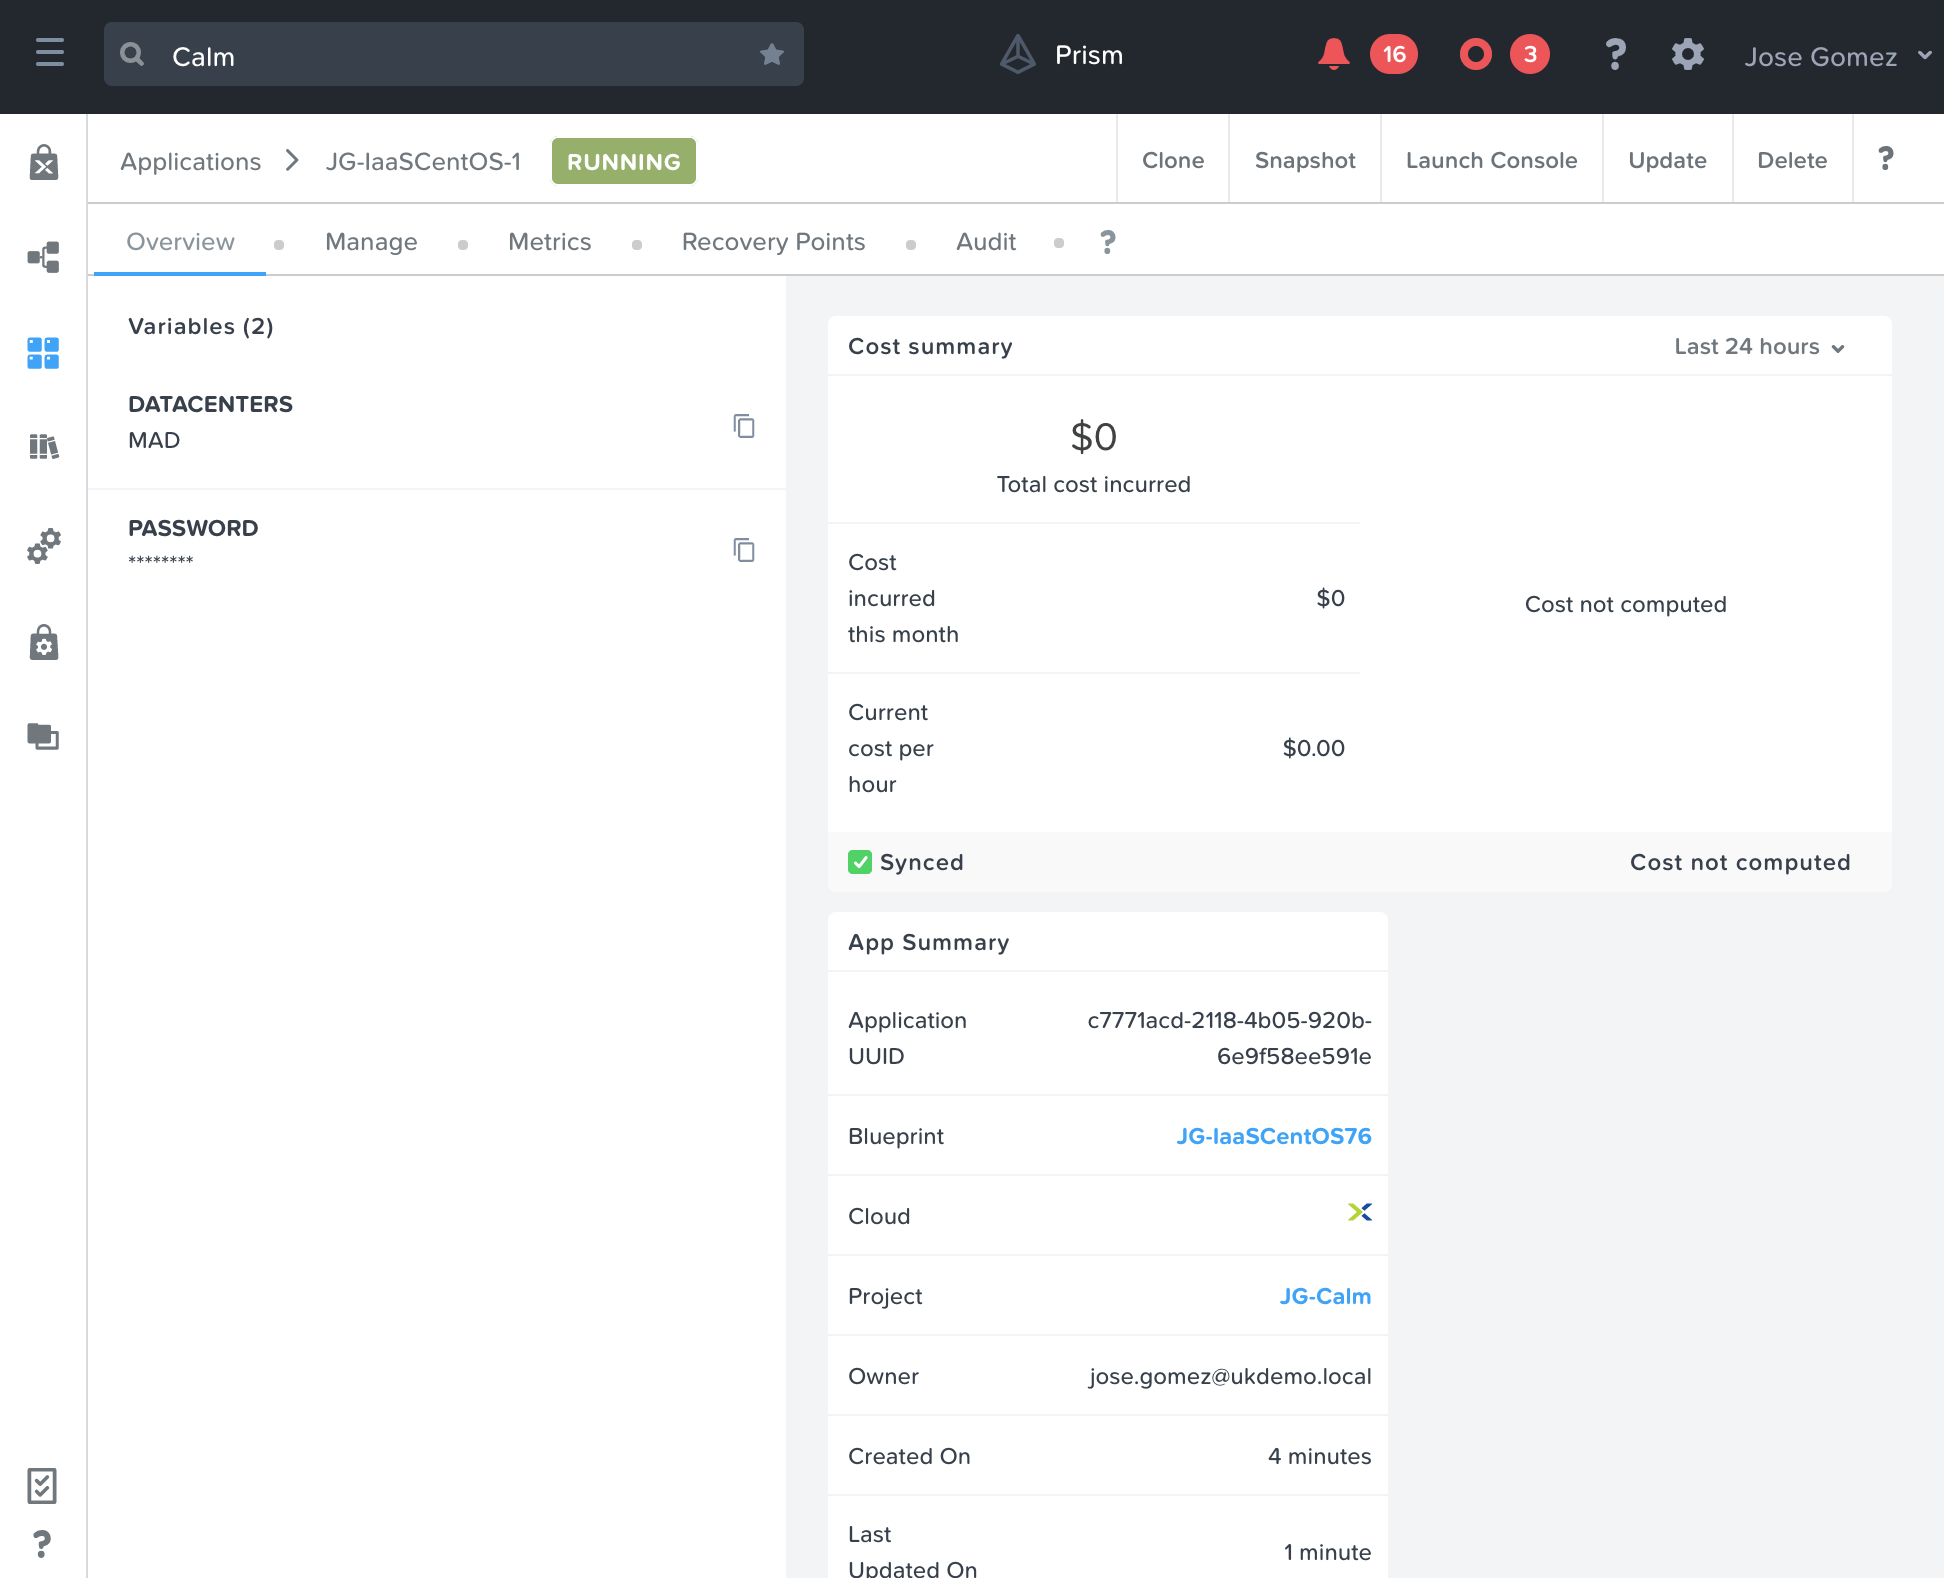 Calm
Prism
16
3
?
Jose Gomez
Applications
JG-IaaSCentOS-1
RUNNING
Clone
Snapshot
Launch Console
Update
Delete
?
Overview
Manage
Metrics
Recovery Points
Audit
?
Variables (2)
DATACENTERS
MAD
PASSWORD
********
Cost summary
Last 24 hours
$0
Total cost incurred
Cost
incurred
this month
$0
Cost not computed
Current
cost per
hour
$0.00
Synced
Cost not computed
App Summary
Application
UUID
c7771acd-2118-4b05-920b-
6e9f58ee591e
Blueprint
JG-IaaSCentOS76
Cloud
Project
JG-Calm
Owner
jose.gomez@ukdemo.local
Created On
4 minutes
Last
Updated On
1 minute
?